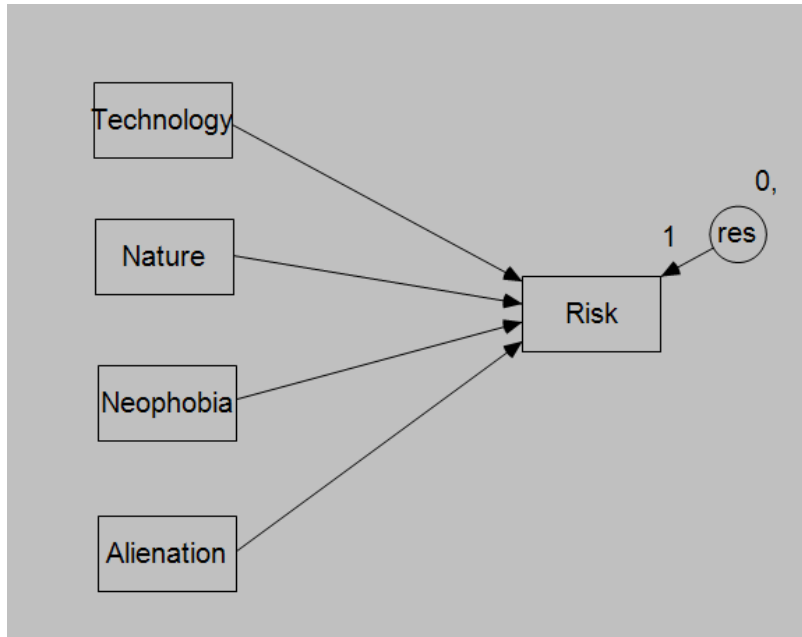 Technology
0,
Nature
1
res
Risk
Neophobia
Alienation